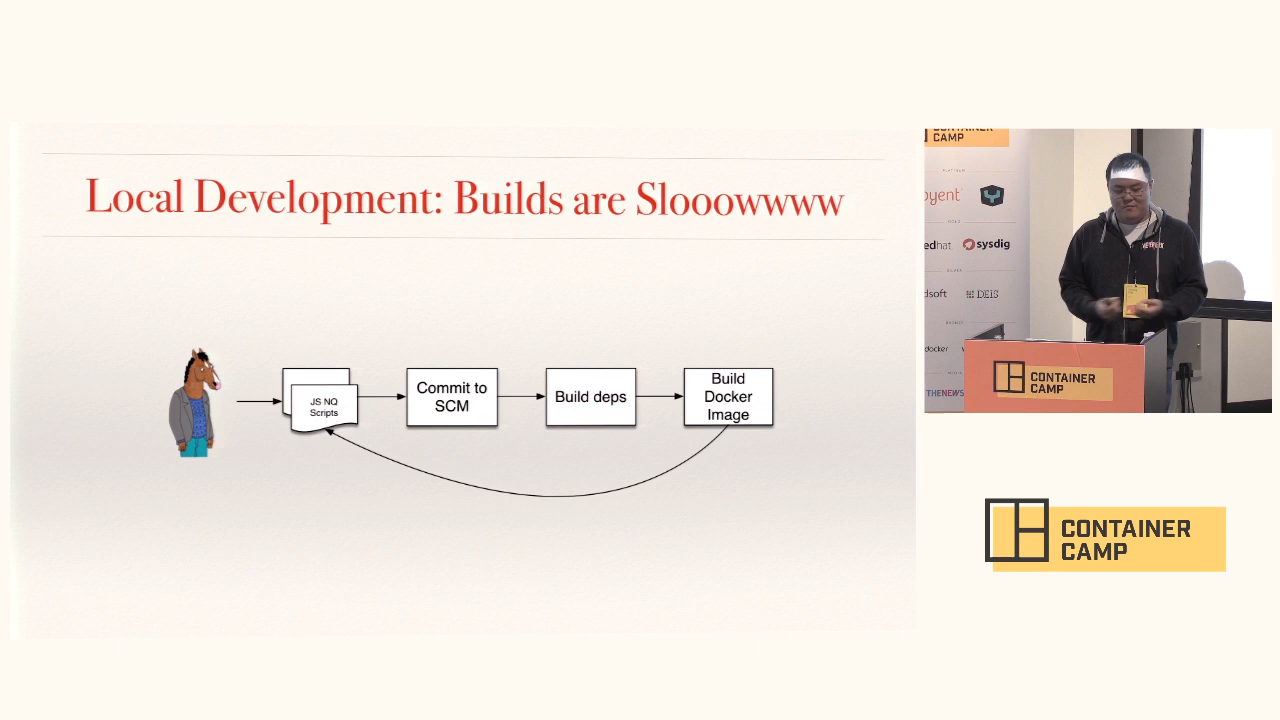 Local Development: Builds are Slooowwww
JS NQ
Scripts
Commit to
SCM
Build deps
Build
Docker
Image
CONTAINER
CAMP
sysdig
DEIS
docker
THENEWS
CONTAINER
CAMP
CONTAINER
CAMP